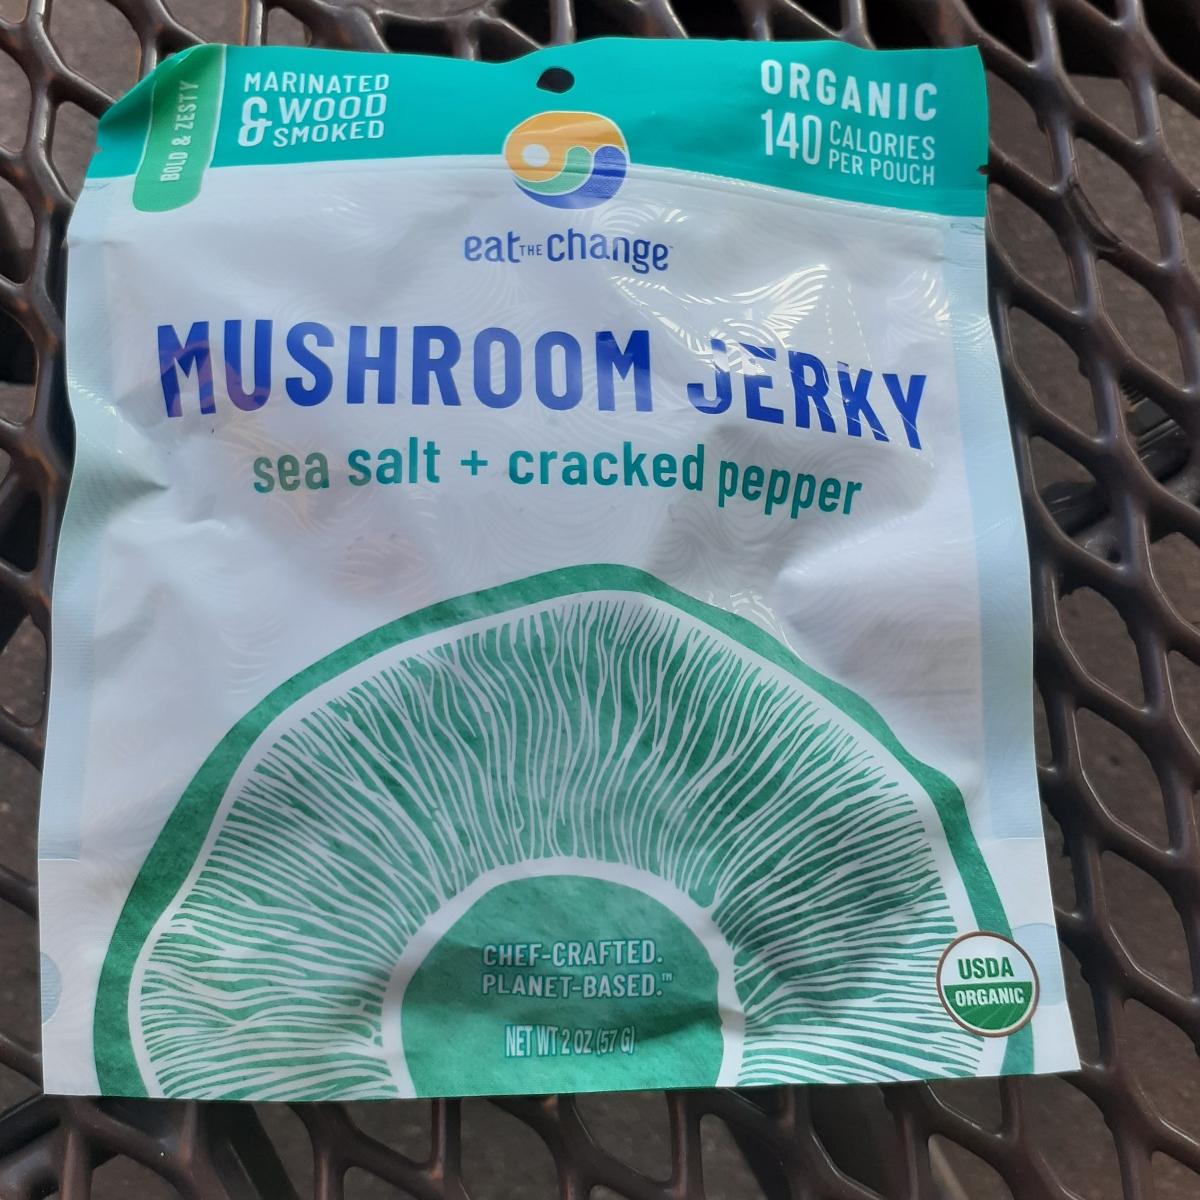 BOLD & ZESTY
MARINATED
& WOOD
SMOKED
ORGANIC
140 CALORIES
PER POUCH
eat THE change™
MUSHROOM JERKY
sea salt + cracked pepper
CHEF-CRAFTED.
PLANET-BASED.™
NET WT 2 OZ (57 G)
USDA
ORGANIC